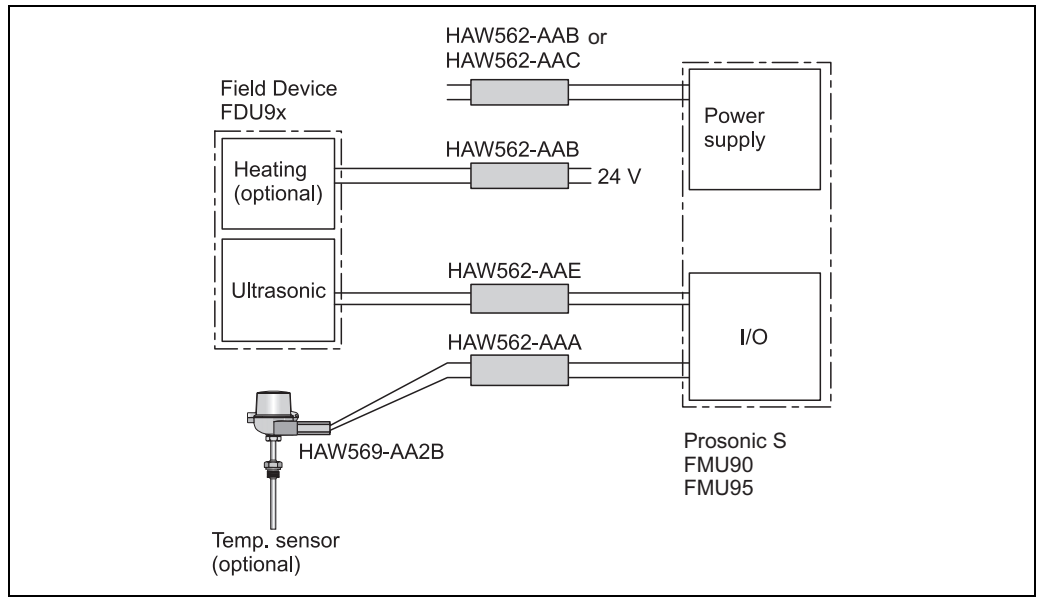 HAW562-AAB or
HAW562-AAC
Field Device
FDU9x
Power
supply
HAW562-AAB
Heating
(optional)
24 V
HAW562-AAE
Ultrasonic
I/O
HAW562-AAA
HAW569-AA2B
Prosonic S
FMU90
FMU95
Temp. sensor
(optional)